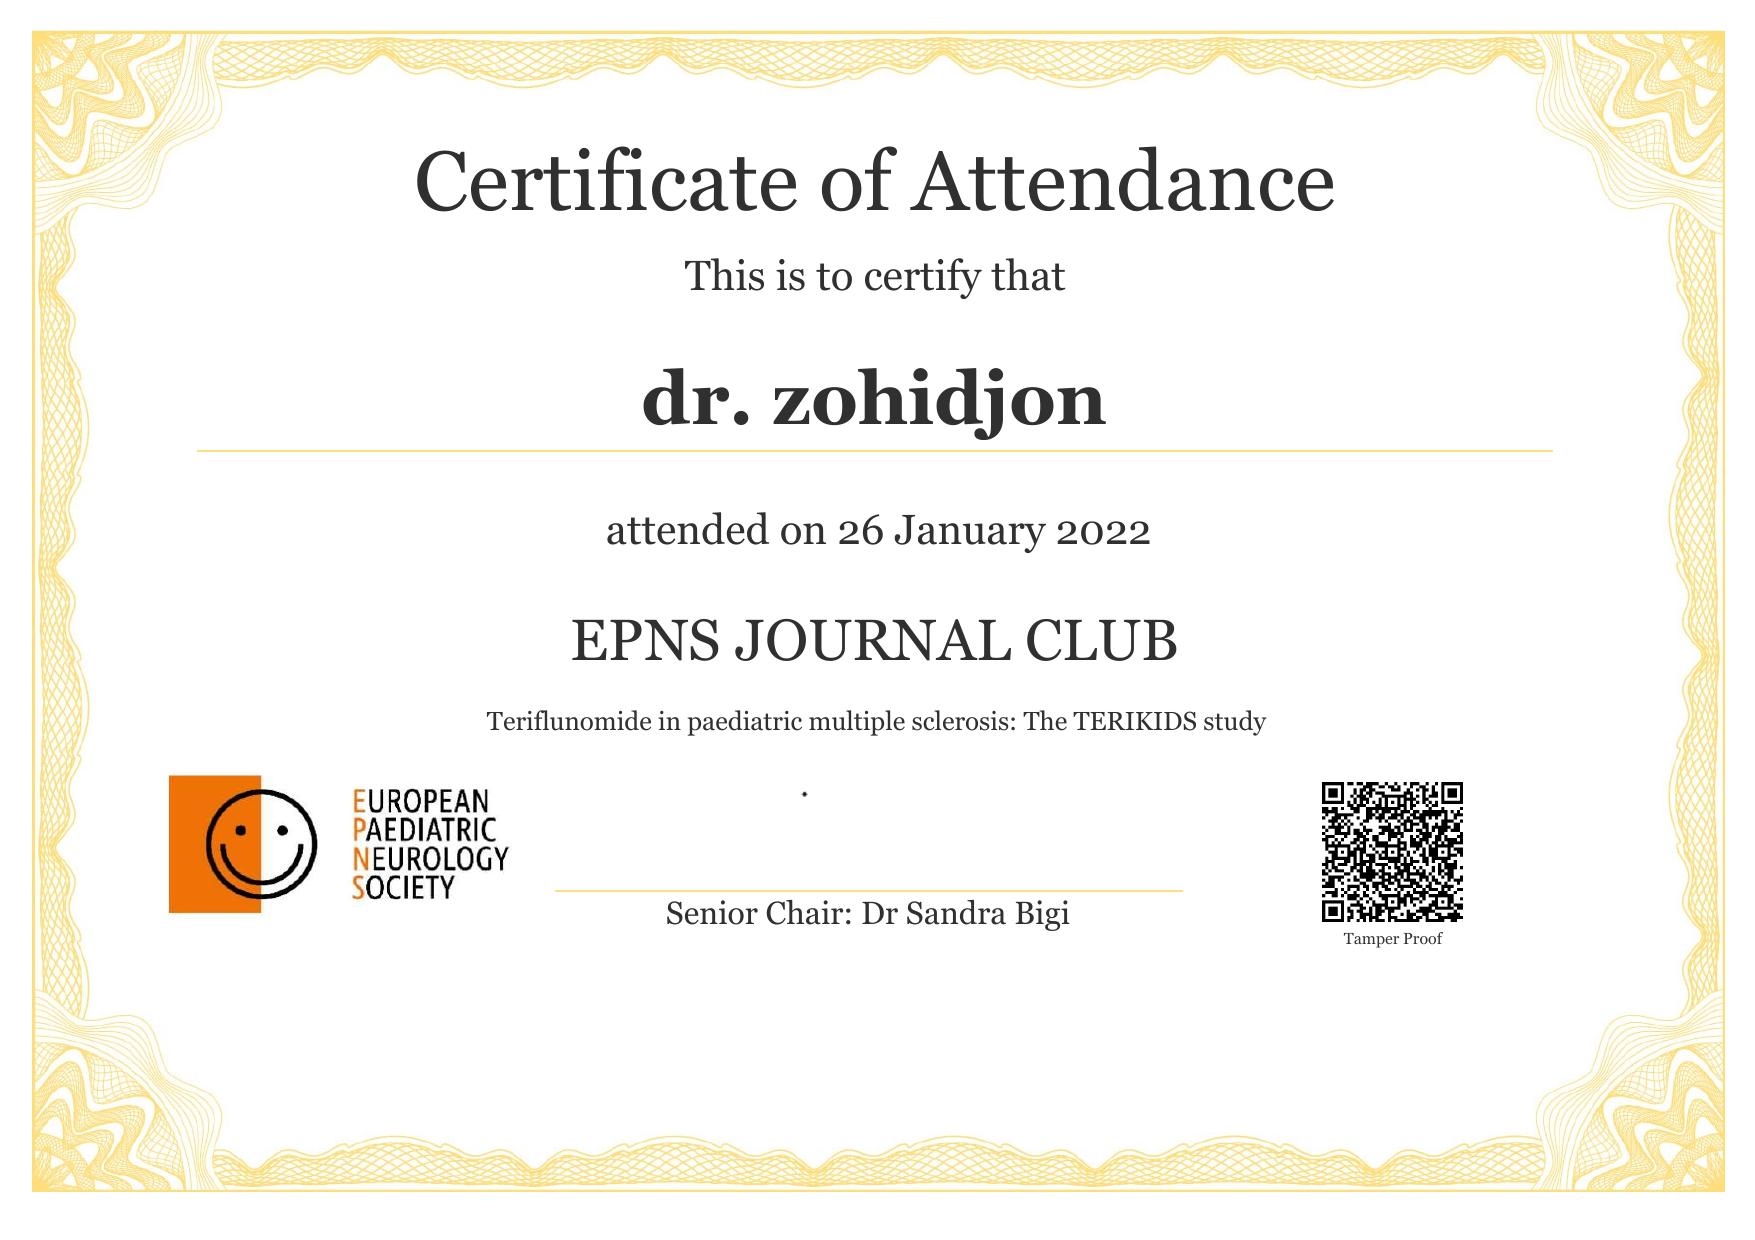 Certificate of Attendance
This is to certify that
dr. zohidjon
attended on 26 January 2022
EPNS JOURNAL CLUB
Teriflunomide in paediatric multiple sclerosis: The TERIKIDS study
EUROPEAN
PAEDIATRIC
NEUROLOGY
SOCIETY
Senior Chair: Dr Sandra Bigi
Tamper Proof